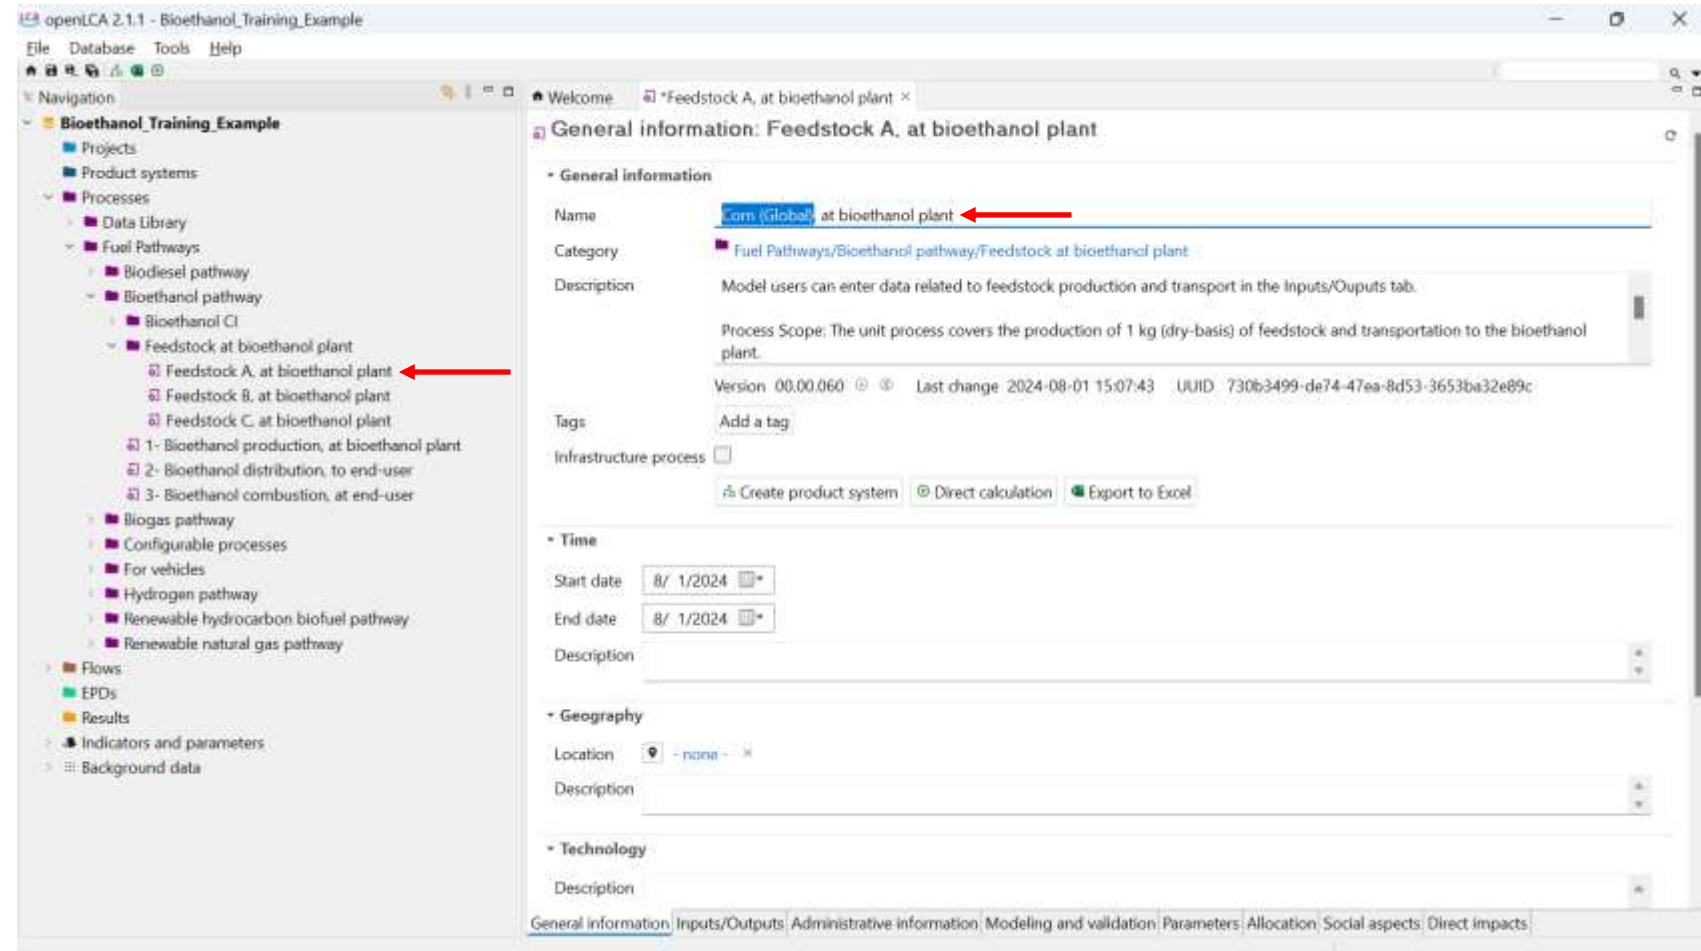 openLCA 2.1.1 - Bioethanol_Training_Example
File Database Tools Help
Navigation
Bioethanol_Training_Example
Projects
Product systems
Processes
Data Library
Fuel Pathways
Biodiesel pathway
Bioethanol pathway
Bioethanol CI
Feedstock at bioethanol plant
Feedstock A, at bioethanol plant
Feedstock B, at bioethanol plant
Feedstock C, at bioethanol plant
1- Bioethanol production, at bioethanol plant
2- Bioethanol distribution, to end-user
3- Bioethanol combustion, at end-user
Biogas pathway
Configurable processes
For vehicles
Hydrogen pathway
Renewable hydrocarbon biofuel pathway
Renewable natural gas pathway
Flows
EPDs
Results
Indicators and parameters
Background data
Welcome *Feedstock A, at bioethanol plant
General information: Feedstock A, at bioethanol plant
General information
Name Corn (Global), at bioethanol plant
Category Fuel Pathways/Bioethanol pathway/Feedstock at bioethanol plant
Description Model users can enter data related to feedstock production and transport in the Inputs/Ouputs tab.
Process Scope: The unit process covers the production of 1 kg (dry-basis) of feedstock and transportation to the bioethanol
plant.
Version 00.00.060 Last change 2024-08-01 15:07:43 UUID 730b3499-de74-47ea-8d53-3653ba32e89c
Tags Add a tag
Infrastructure process
Create product system Direct calculation Export to Excel
Time
Start date 8/ 1/2024
End date 8/ 1/2024
Description
Geography
Location - none -
Description
Technology
Description
General information Inputs/Outputs Administrative information Modeling and validation Parameters Allocation Social aspects Direct impacts